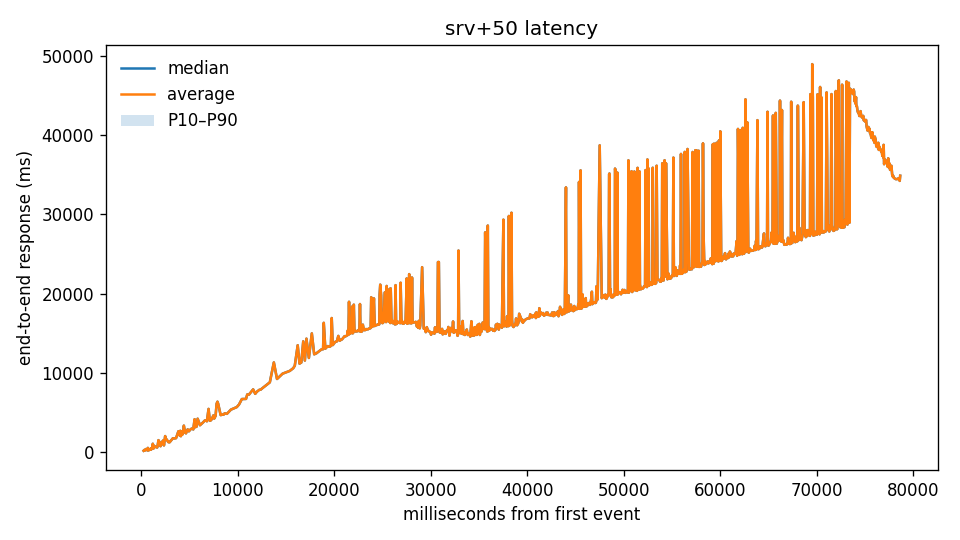 srv+50 latency
median
average
P10–P90
end-to-end response (ms)
50000
40000
30000
20000
10000
0
0 10000 20000 30000 40000 50000 60000 70000 80000
milliseconds from first event